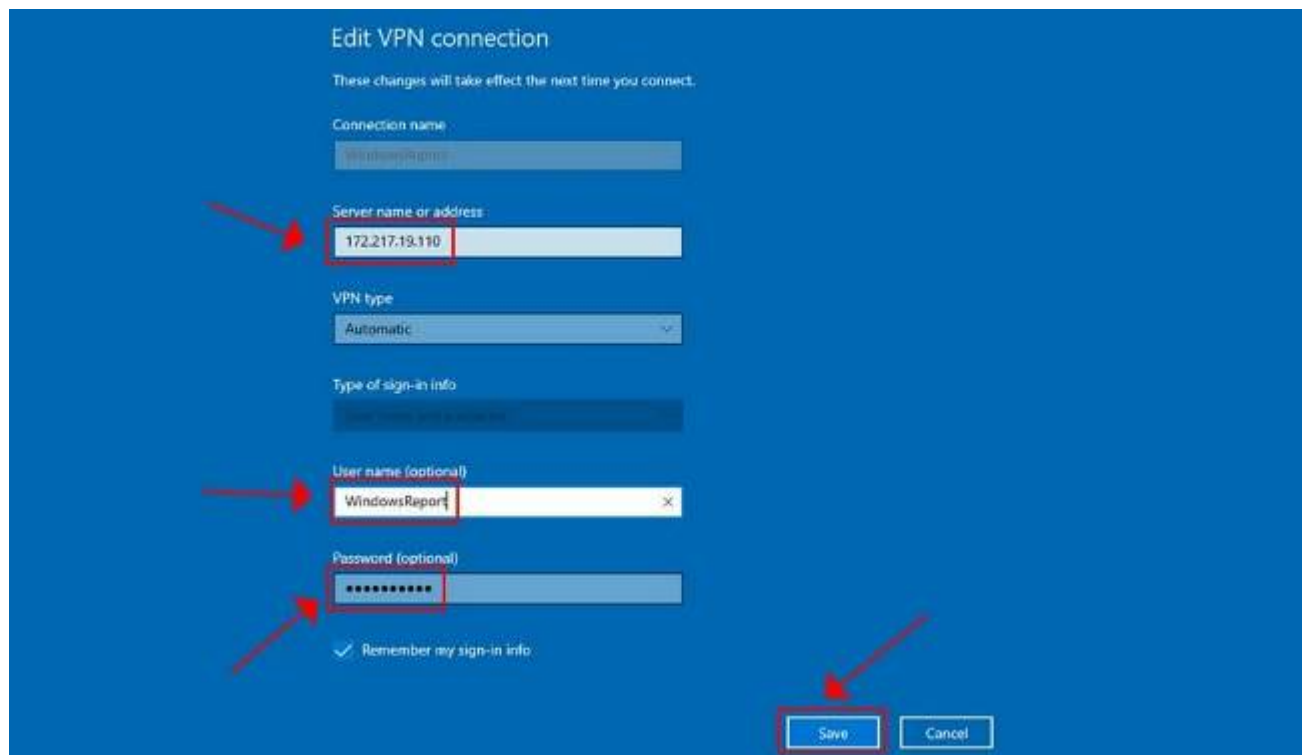 Edit VPN connection
These changes will take effect the next time you connect.
Connection name
WindowsReport
Server name or address
172.217.19.110
VPN type
Automatic
Type of sign-in info
User name (optional)
WindowsReport
Password (optional)
••••••••••
Remember my sign-in info
Save
Cancel